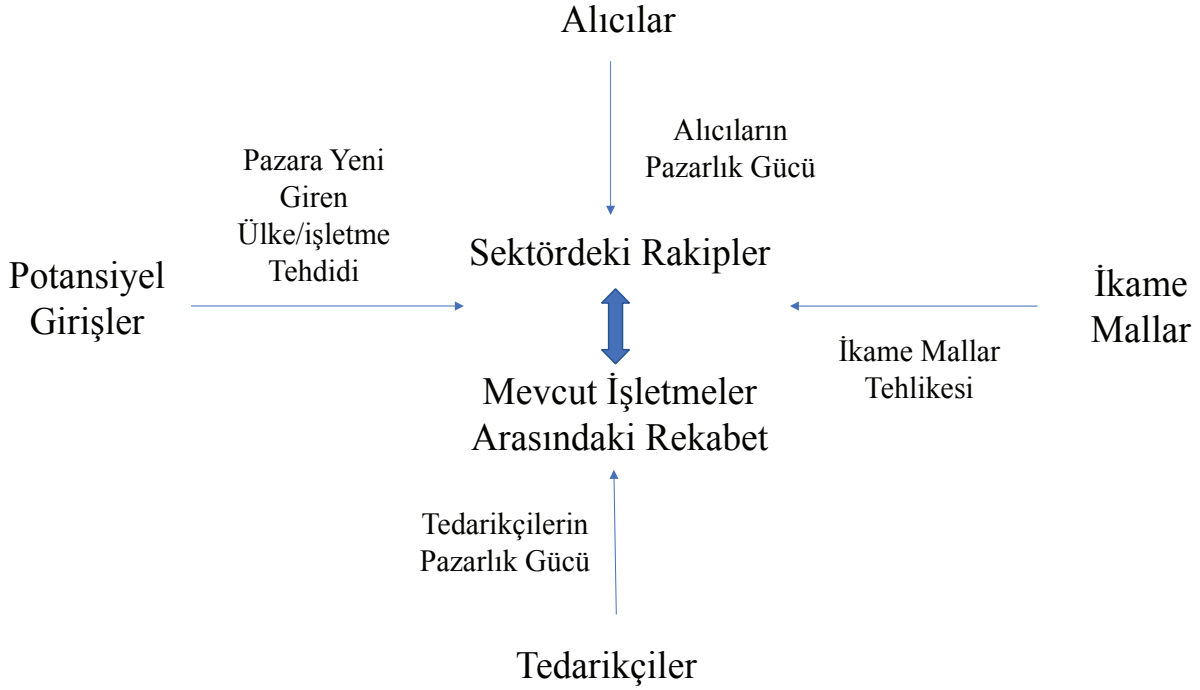 Alıcılar
Alıcıların
Pazarlık Gücü
Pazara Yeni
Giren
Ülke/işletme
Tehdidi
Sektördeki Rakipler
Potansiyel
Girişler
İkame
Mallar
İkame Mallar
Tehlikesi
Mevcut İşletmeler
Arasındaki Rekabet
Tedarikçilerin
Pazarlık Gücü
Tedarikçiler